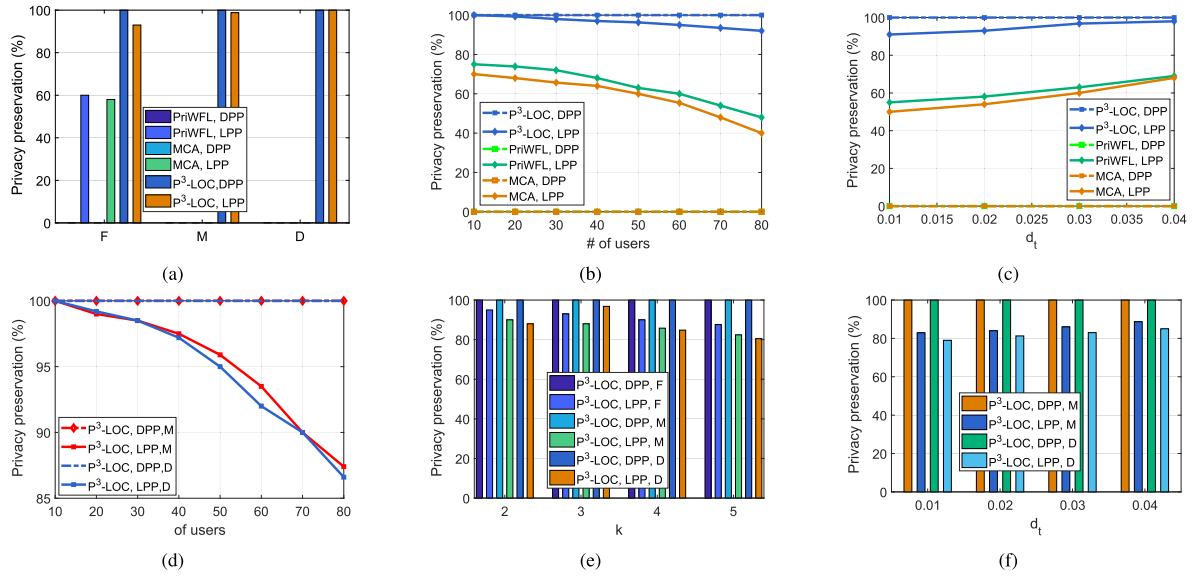 Privacy preservation (%)
100
80
60
40
20
0
PriWFL, DPP
PriWFL, LPP
MCA, DPP
MCA, LPP
P³-LOC,DPP
P³-LOC, LPP
F M D
(a)
Privacy preservation (%)
100
80
60
40
20
0
P³-LOC, DPP
P³-LOC, LPP
PriWFL, DPP
PriWFL, LPP
MCA, DPP
MCA, LPP
10 20 30 40 50 60 70 80
# of users
(b)
Privacy preservation (%)
100
80
60
40
20
0
P³-LOC, DPP
P³-LOC, LPP
PriWFL, DPP
PriWFL, LPP
MCA, DPP
MCA, LPP
0.01 0.015 0.02 0.025 0.03 0.035 0.04
dₜ
(c)
Privacy preservation (%)
100
95
90
85
P³-LOC, DPP,M
P³-LOC, LPP,M
P³-LOC, DPP,D
P³-LOC, LPP,D
10 20 30 40 50 60 70 80
of users
(d)
Privacy preservation (%)
100
80
60
40
20
0
P³-LOC, DPP, F
P³-LOC, LPP, F
P³-LOC, DPP, M
P³-LOC, LPP, M
P³-LOC, DPP, D
P³-LOC, LPP, D
2 3 4 5
k
(e)
Privacy preservation (%)
100
80
60
40
20
0
P³-LOC, DPP, M
P³-LOC, LPP, M
P³-LOC, DPP, D
P³-LOC, LPP, D
0.01 0.02 0.03 0.04
dₜ
(f)